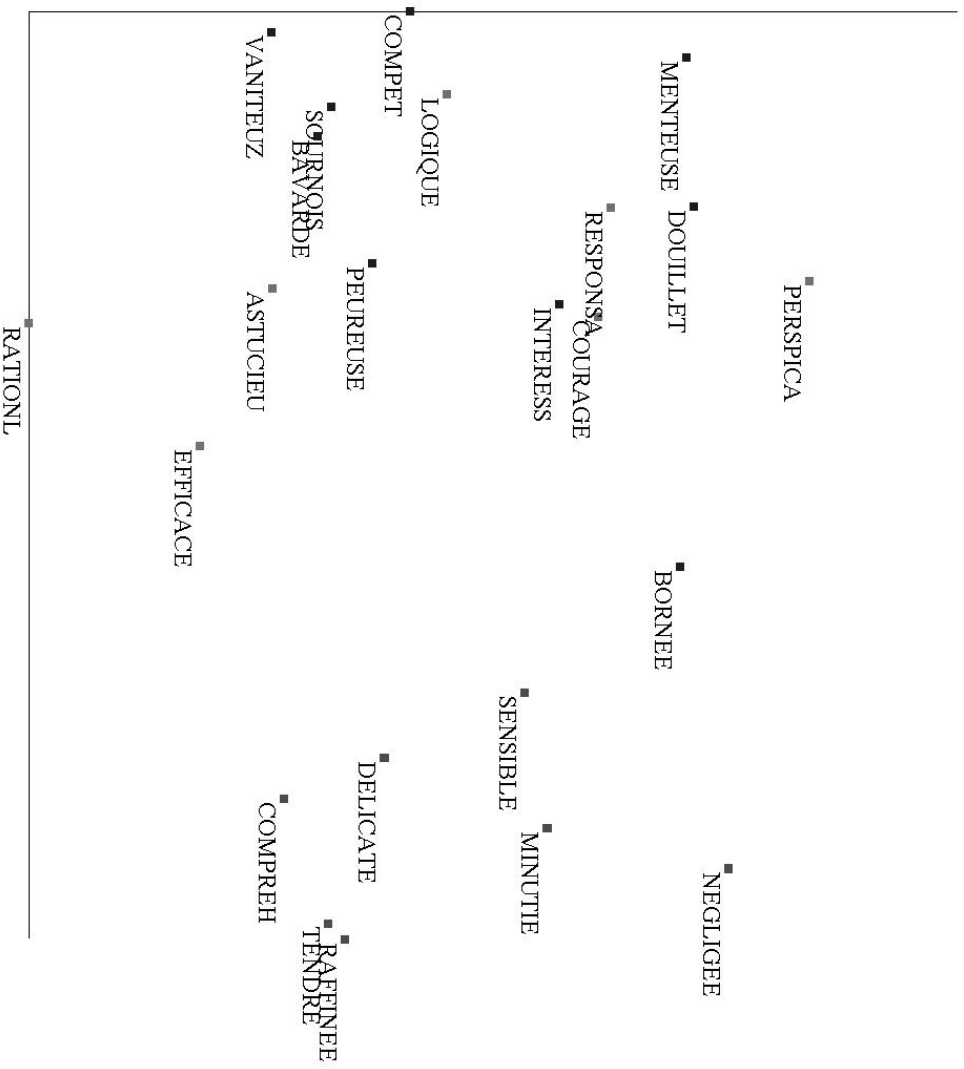 COMPET
VANITEUZ
MENTEUSE
LOGIQUE
SOURNOIS
BAVARDE
DOUILLET
RESPONSA
PEUREUSE
PERSPICA
ASTUCIEU
INTERESS
COURAGE
RATIONL
EFFICACE
BORNEE
SENSIBLE
DELICATE
COMPREH
MINUTIE
NEGLIGEE
TENDRE
RAFFINEE